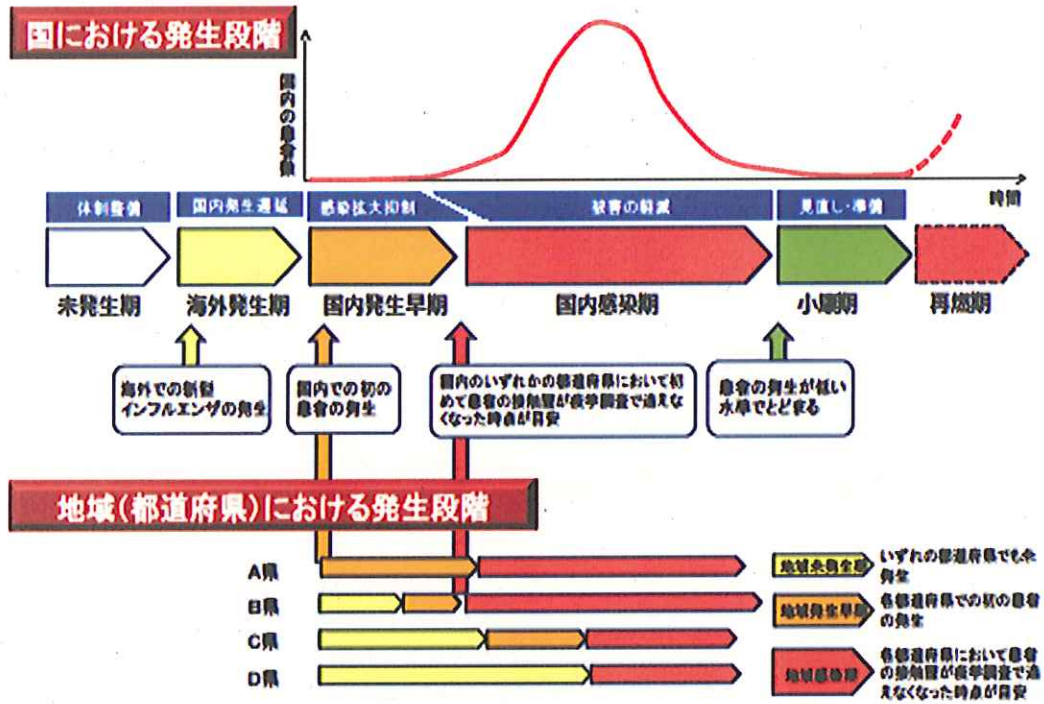 国における発生段階
国内の患者数
時間
体制整備
国内発生遅延
感染拡大抑制
被害の軽減
見直し・準備
未発生期
海外発生期
国内発生早期
国内感染期
小康期
再燃期
海外での新型
インフルエンザの発生
国内での初の
患者の発生
国内のいずれかの都道府県において初
めて患者の接触歴が疫学調査で追えな
くなった時点が目安
患者の発生が低い
水準でとどまる
地域(都道府県)における発生段階
A県
B県
C県
D県
地域未発生期
いずれの都道府県でも未
発生
地域発生早期
各都道府県での初の患者
の発生
地域感染期
各都道府県において患者
の接触歴が疫学調査で追
えなくなった時点が目安